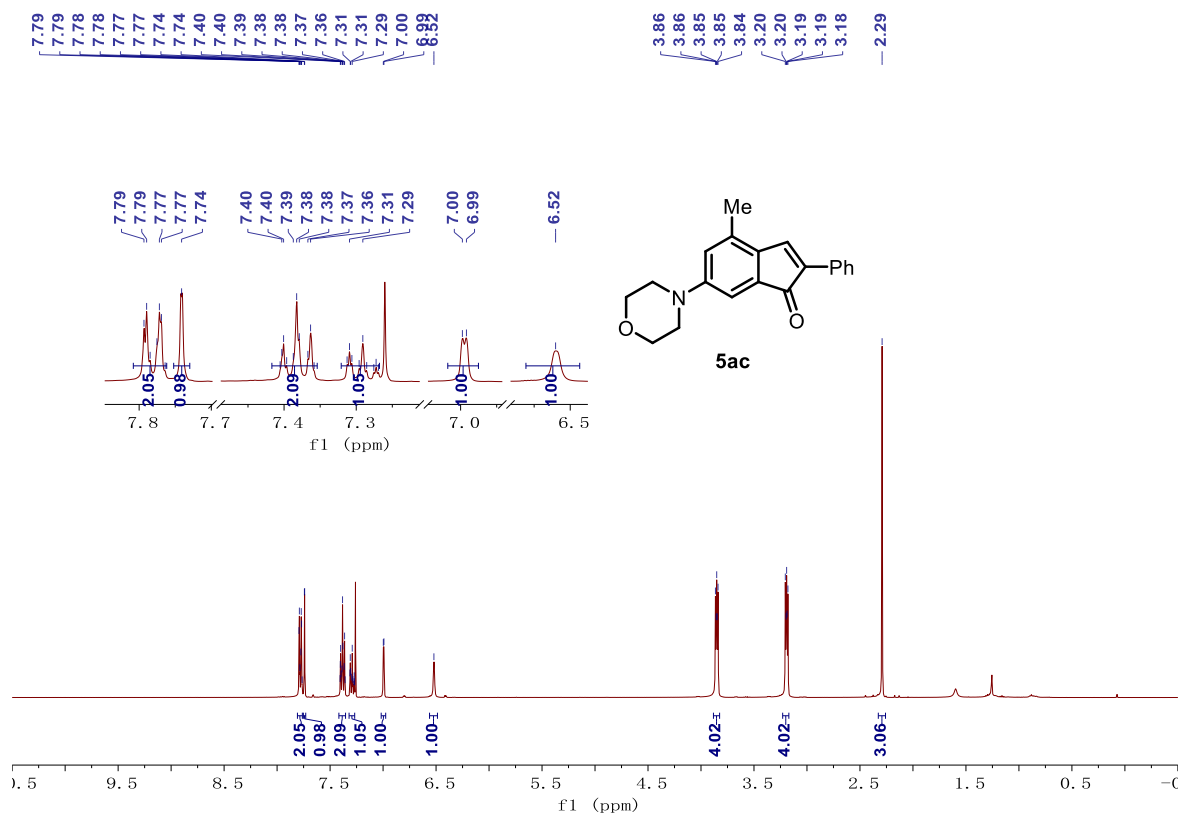 7.79 7.79 7.78 7.78 7.77 7.77 7.74 7.74 7.40 7.40 7.39 7.38 7.38 7.37 7.36 7.31 7.31 7.29 7.00 6.99 6.52 3.86 3.86 3.85 3.85 3.84 3.20 3.20 3.19 3.19 3.18 2.29
7.79 7.79 7.77 7.77 7.74 7.40 7.40 7.39 7.38 7.38 7.37 7.36 7.31 7.29 7.00 6.99 6.52
Me
Ph
N
O
O
5ac
2.05 0.98 2.09 1.05 1.00 1.00
7.8 7.7 7.4 7.3 7.0 6.5
f1 (ppm)
2.05 0.98 2.09 1.05 1.00 1.00 4.02 4.02 3.06
9.5 8.5 7.5 6.5 5.5 4.5 3.5 2.5 1.5 0.5
f1 (ppm)